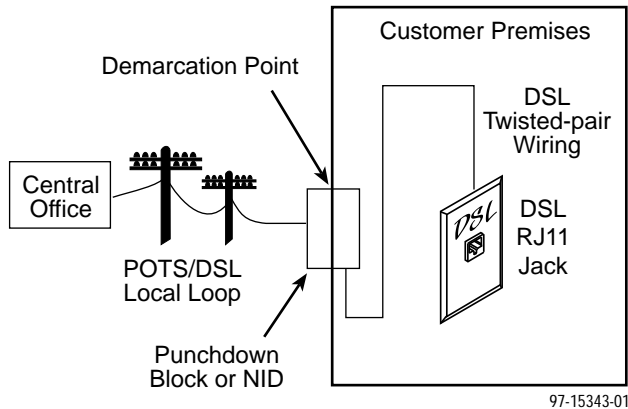 Customer Premises
Demarcation Point
DSL
Twisted-pair
Wiring
Central
Office
DSL
DSL
RJ11
Jack
POTS/DSL
Local Loop
Punchdown
Block or NID
97-15343-01